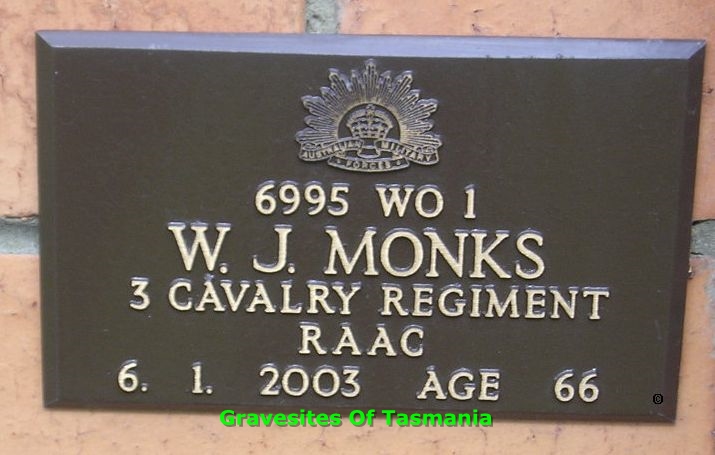 AUSTRALIAN MILITARY
FORCES
6995 WO 1
W. J. MONKS
3 CAVALRY REGIMENT
RAAC
6. 1. 2003 AGE 66
©
Gravesites Of Tasmania